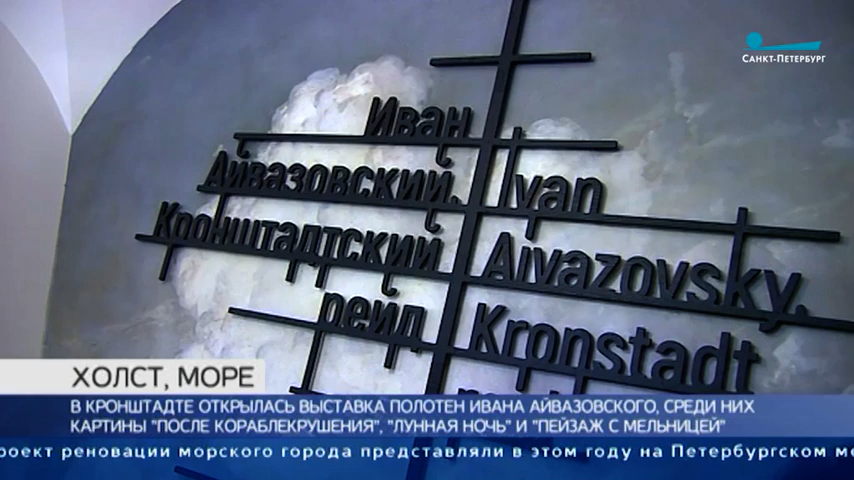 Санкт-Петербург
Иван
Айвазовский.
Кронштадтский
рейд
Ivan
Aivazovsky.
Kronstadt
ХОЛСТ, МОРЕ
В КРОНШТАДТЕ ОТКРЫЛАСЬ ВЫСТАВКА ПОЛОТЕН ИВАНА АЙВАЗОВСКОГО, СРЕДИ НИХ
КАРТИНЫ "ПОСЛЕ КОРАБЛЕКРУШЕНИЯ", "ЛУННАЯ НОЧЬ" И "ПЕЙЗАЖ С МЕЛЬНИЦЕЙ"
роект реновации морского города представляли в этом году на Петербургском ме